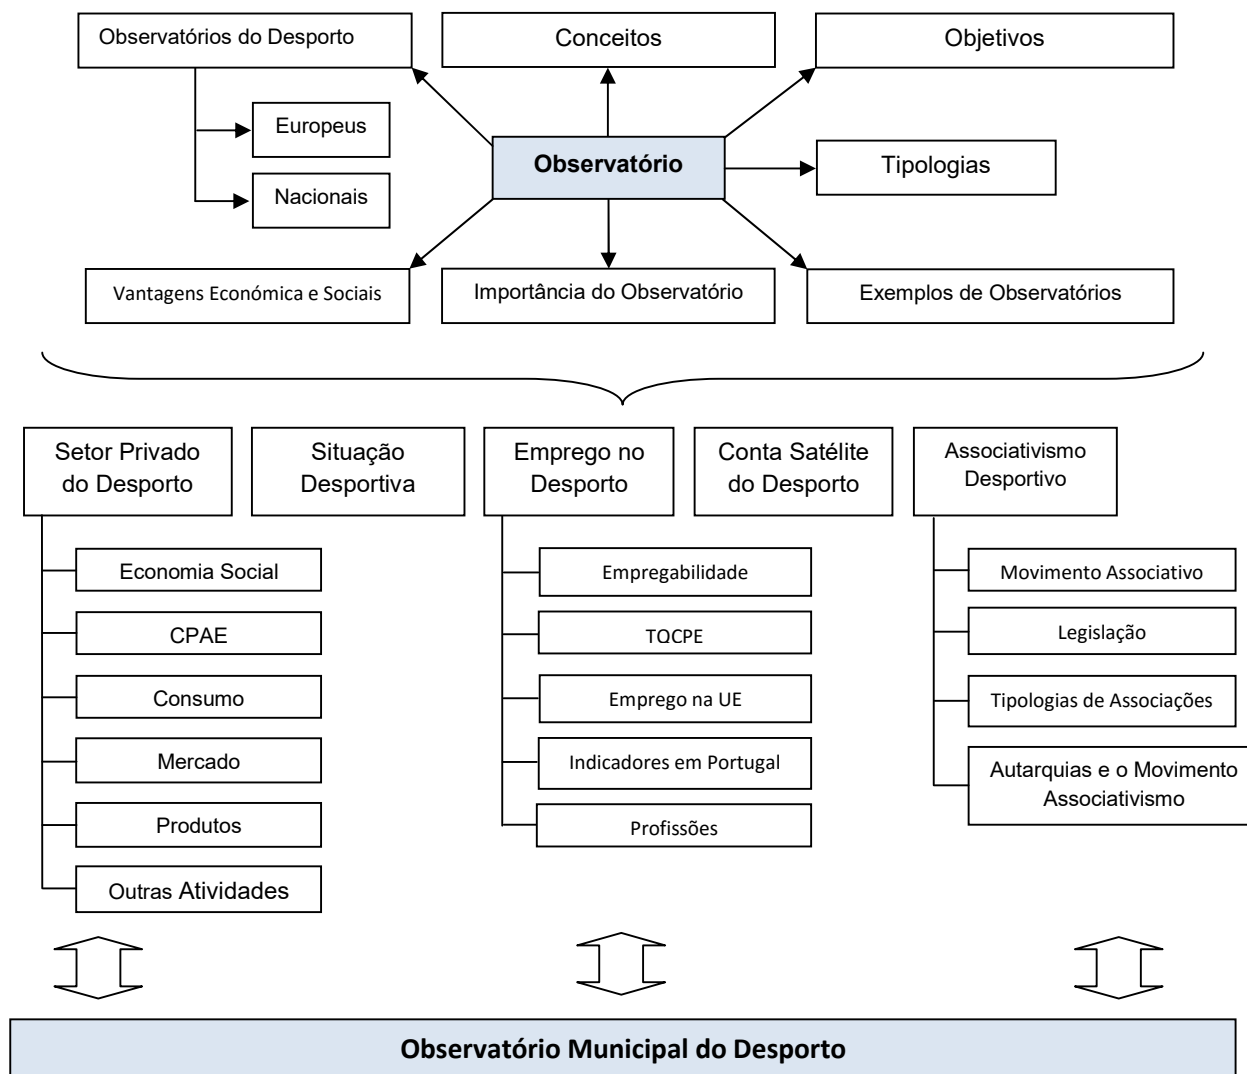 Observatórios do Desporto
Conceitos
Objetivos
Europeus
Observatório
Tipologias
Nacionais
Vantagens Económica e Sociais
Importância do Observatório
Exemplos de Observatórios
Setor Privado
do Desporto
Situação
Desportiva
Emprego no
Desporto
Conta Satélite
do Desporto
Associativismo
Desportivo
Economia Social
CPAE
Consumo
Mercado
Produtos
Outras Atividades
Empregabilidade
TQCPE
Emprego na UE
Indicadores em Portugal
Profissões
Movimento Associativo
Legislação
Tipologias de Associações
Autarquias e o Movimento
Associativismo
Observatório Municipal do Desporto